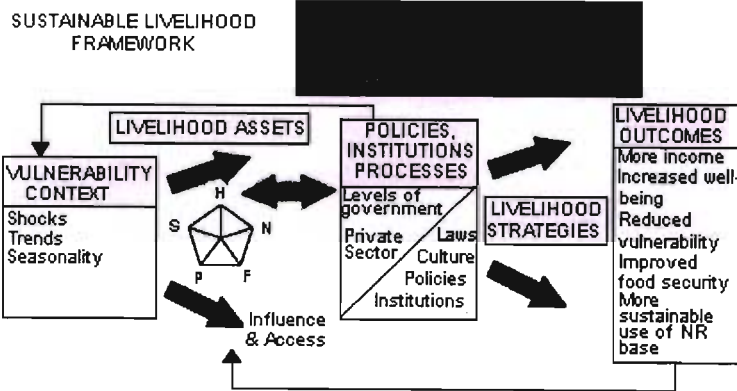 SUSTAINABLE LIVELIHOOD
FRAMEWORK
LIVELIHOOD ASSETS
VULNERABILITY
CONTEXT
Shocks
Trends
Seasonality
H
S
N
P
F
Influence
& Access
POLICIES,
INSTITUTIONS
PROCESSES
Levels of
government
Private
Sector
Laws
Culture
Policies
Institutions
LIVELIHOOD
STRATEGIES
LIVELIHOOD
OUTCOMES
More income
Increased well-
being
Reduced
vulnerability
Improved
food security
More
sustainable
use of NR
base